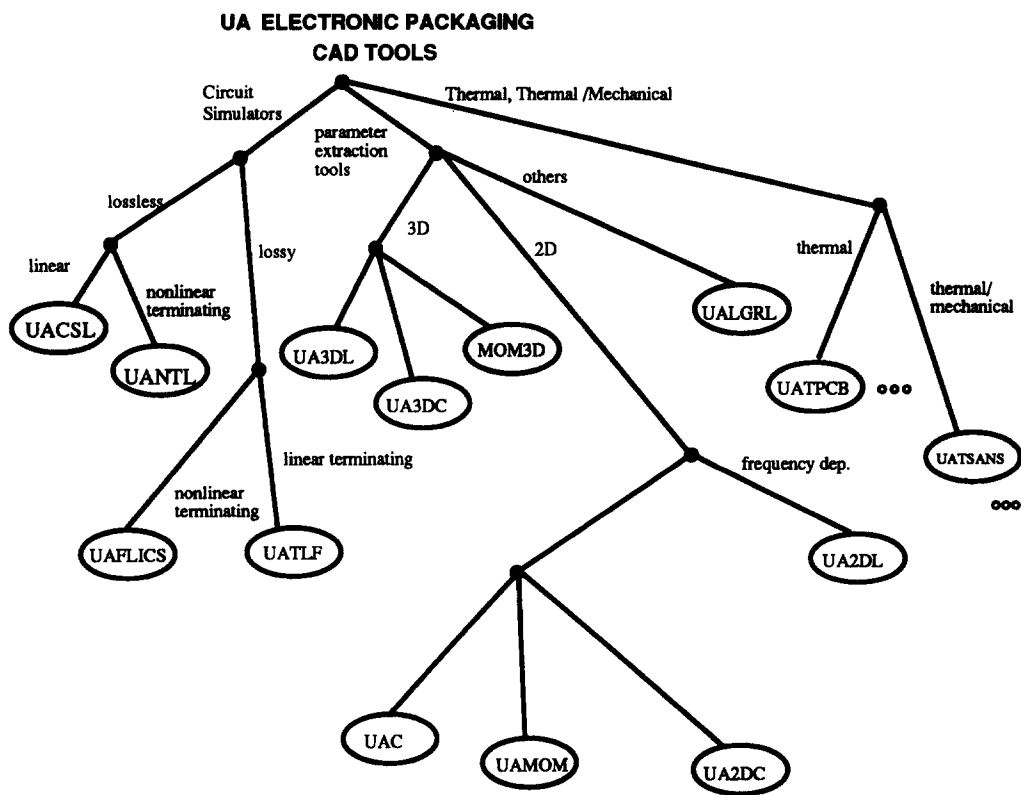 UA ELECTRONIC PACKAGING
CAD TOOLS
Circuit
Simulators
Thermal, Thermal /Mechanical
parameter
extraction
tools
others
lossless
3D
2D
lossy
thermal
linear
nonlinear
terminating
thermal/
mechanical
UALGRL
UACSL
UANTL
UA3DL
MOM3D
UA3DC
UATPCB ooo
UATSANS
ooo
linear terminating
frequency dep.
nonlinear
terminating
UAFLICS
UATLF
UA2DL
UAC
UAMOM
UA2DC